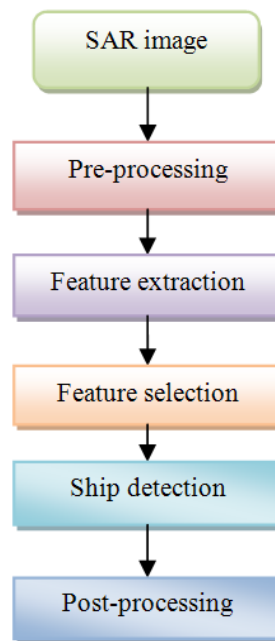 SAR image
Pre-processing
Feature extraction
Feature selection
Ship detection
Post-processing